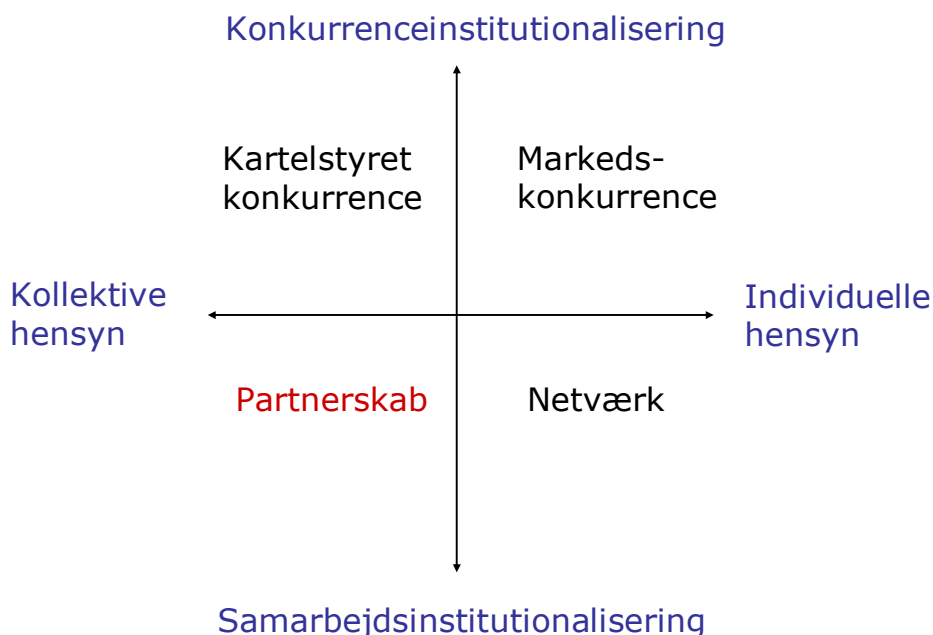 Konkurrenceinstitutionalisering
Kartelstyret
konkurrence
Markeds-
konkurrence
Kollektive
hensyn
Individuelle
hensyn
Partnerskab
Netværk
Samarbejdsinstitutionalisering